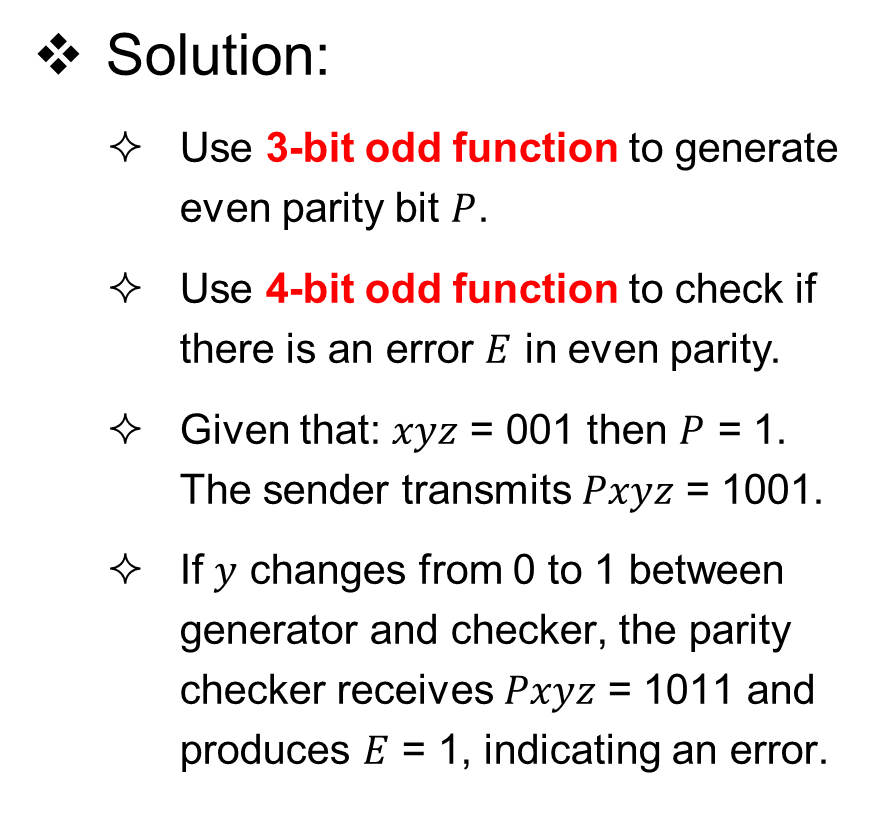 ❖ Solution:
✧ Use 3-bit odd function to generate
even parity bit P.
✧ Use 4-bit odd function to check if
there is an error E in even parity.
✧ Given that: xyz = 001 then P = 1.
The sender transmits Pxyz = 1001.
✧ If y changes from 0 to 1 between
generator and checker, the parity
checker receives Pxyz = 1011 and
produces E = 1, indicating an error.